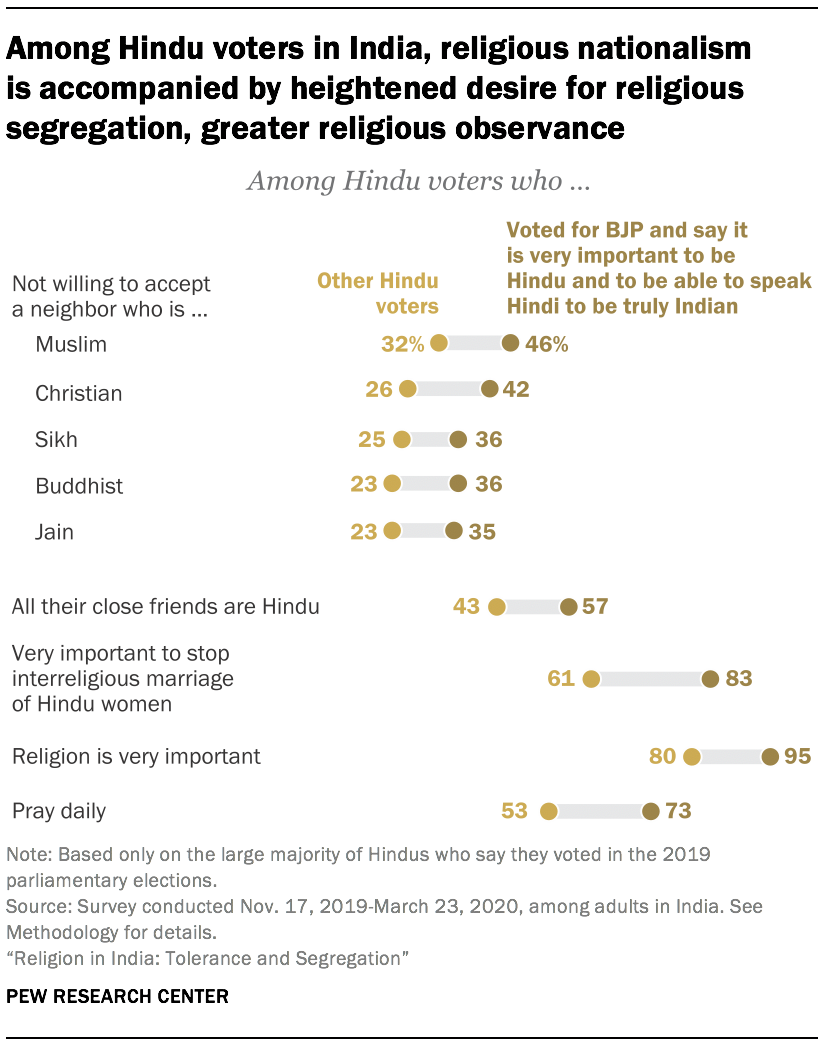 Among Hindu voters in India, religious nationalism
is accompanied by heightened desire for religious
segregation, greater religious observance
Among Hindu voters who ...
Not willing to accept
a neighbor who is ...
Other Hindu
voters
Voted for BJP and say it
is very important to be
Hindu and to be able to speak
Hindi to be truly Indian
Muslim 32% 46%
Christian 26 42
Sikh 25 36
Buddhist 23 36
Jain 23 35
All their close friends are Hindu 43 57
Very important to stop
interreligious marriage 61 83
of Hindu women
Religion is very important 80 95
Pray daily 53 73
Note: Based only on the large majority of Hindus who say they voted in the 2019
parliamentary elections.
Source: Survey conducted Nov. 17, 2019-March 23, 2020, among adults in India. See
Methodology for details.
“Religion in India: Tolerance and Segregation”
PEW RESEARCH CENTER